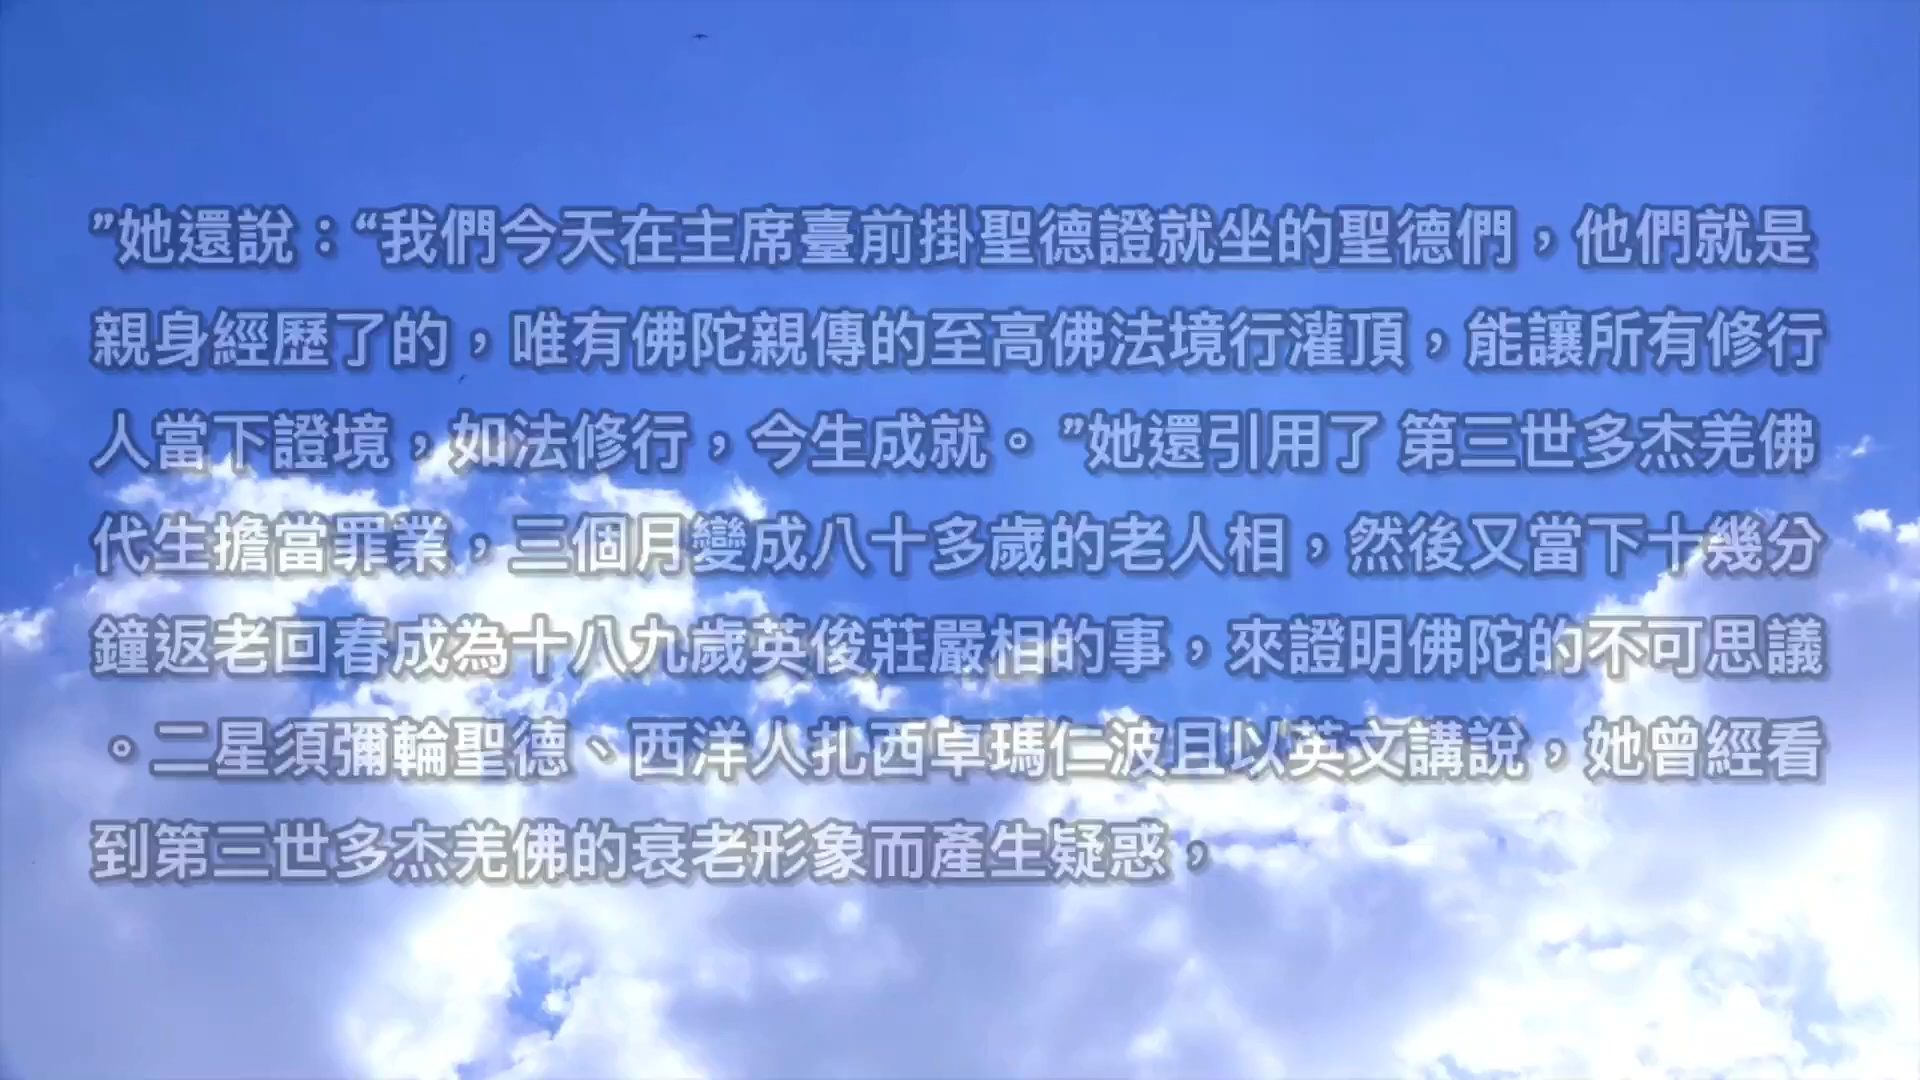 ”她還說：“我們今天在主席臺前掛聖德證就坐的聖德們，他們就是
親身經歷了的，唯有佛陀親傳的至高佛法境行灌頂，能讓所有修行
人當下證境，如法修行，今生成就。”她還引用了 第三世多杰羌佛
代生擔當罪業，三個月變成八十多歲的老人相，然後又當下十幾分
鐘返老回春成為十八九歲英俊莊嚴相的事，來證明佛陀的不可思議
。二星須彌輪聖德、西洋人扎西卓瑪仁波且以英文講說，她曾經看
到第三世多杰羌佛的衰老形象而產生疑惑，